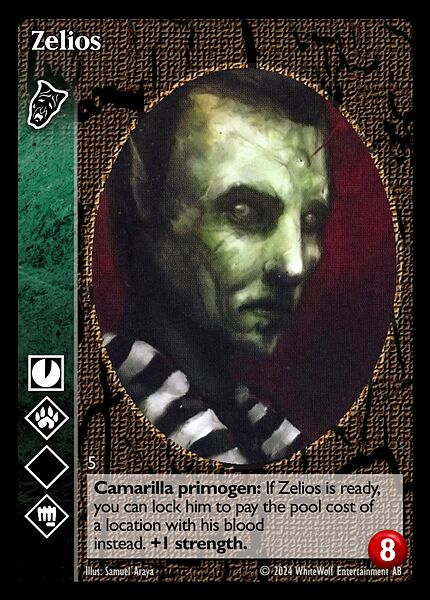 Zelios
5
Camarilla primogen: If Zelios is ready,
you can lock him to pay the pool cost of
a location with his blood
instead. +1 strength.
8
Illus: Samuel Araya
© 2024 WhiteWolf Entertainment AB